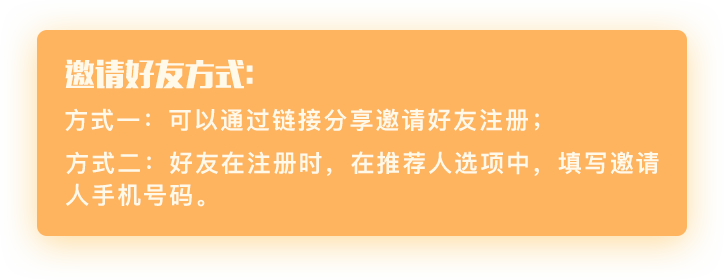 邀请好友方式:
方式一：可以通过链接分享邀请好友注册；
方式二：好友在注册时，在推荐人选项中，填写邀请
人手机号码。